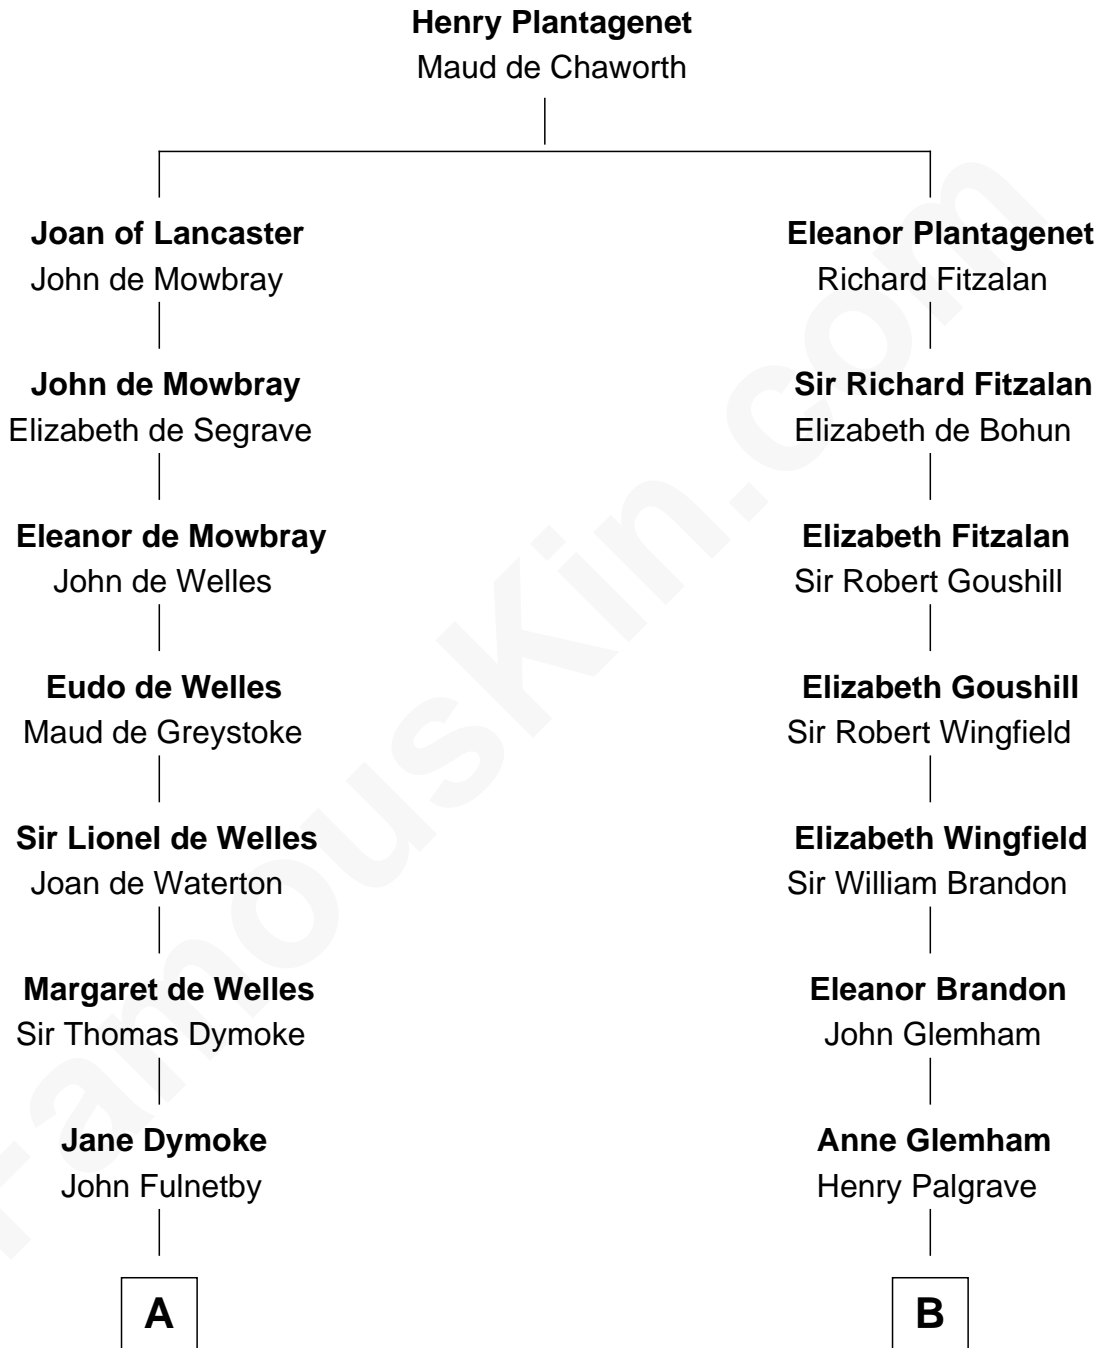 Henry Plantagenet
Maud de Chaworth
Joan of Lancaster
John de Mowbray
Eleanor Plantagenet
Richard Fitzalan
John de Mowbray
Elizabeth de Segrave
Sir Richard Fitzalan
Elizabeth de Bohun
Eleanor de Mowbray
John de Welles
Elizabeth Fitzalan
Sir Robert Goushill
Eudo de Welles
Maud de Greystoke
Elizabeth Goushill
Sir Robert Wingfield
Sir Lionel de Welles
Joan de Waterton
Elizabeth Wingfield
Sir William Brandon
Margaret de Welles
Sir Thomas Dymoke
Eleanor Brandon
John Glemham
Jane Dymoke
John Fulnetby
Anne Glemham
Henry Palgrave
A
B
FamousKin.com